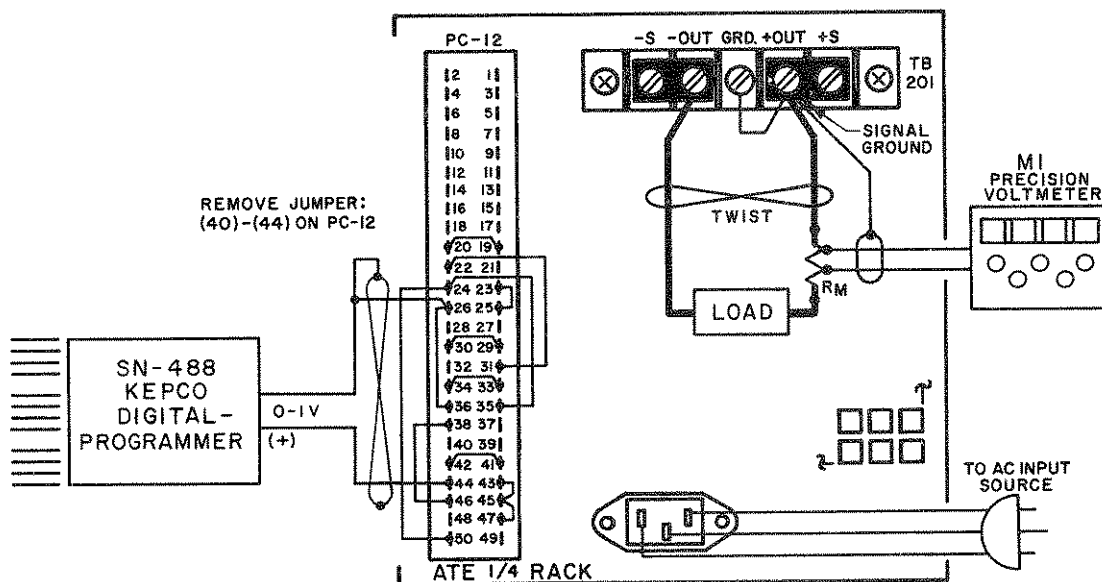 PC-12
2 1
4 3
6 5
8 7
10 9
12 11
14 13
16 15
18 17
20 19
22 21
24 23
26 25
28 27
30 29
32 31
34 33
36 35
38 37
40 39
42 41
44 43
46 45
48 47
50 49
ATE 1/4 RACK
REMOVE JUMPER:
(40)-(44) ON PC-12
SN-488
KEPCO
DIGITAL-
PROGRAMMER
0-1V
(+)
-S -OUT GRD. +OUT +S
TB
201
SIGNAL
GROUND
TWIST
RM
LOAD
M1
PRECISION
VOLTMETER
TO AC INPUT
SOURCE